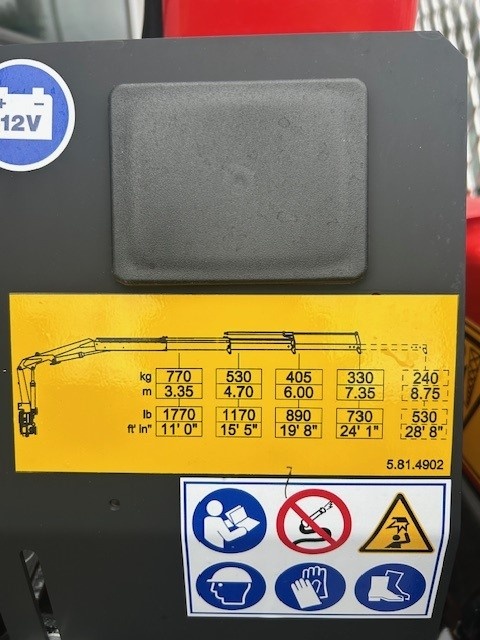 + -
12V
kg 770 530 405 330 240
m 3.35 4.70 6.00 7.35 8.75
lb 1770 1170 890 730 530
ft' In" 11' 0" 15' 5" 19' 8" 24' 1" 28' 8"
5.81.4902